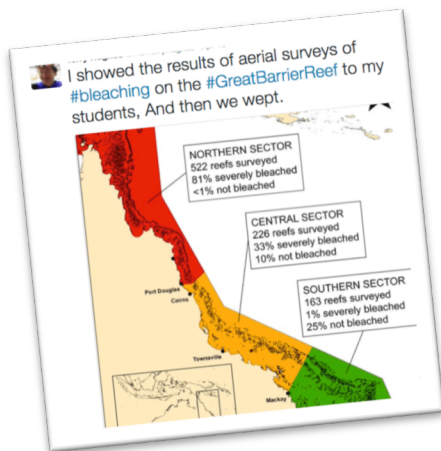 I showed the results of aerial surveys of
#bleaching on the #GreatBarrierReef to my
students, And then we wept.
NORTHERN SECTOR
522 reefs surveyed
81% severely bleached
<1% not bleached
CENTRAL SECTOR
226 reefs surveyed
33% severely bleached
10% not bleached
SOUTHERN SECTOR
163 reefs surveyed
1% severely bleached
25% not bleached
Port Douglas
Cairns
Townsville
Mackay